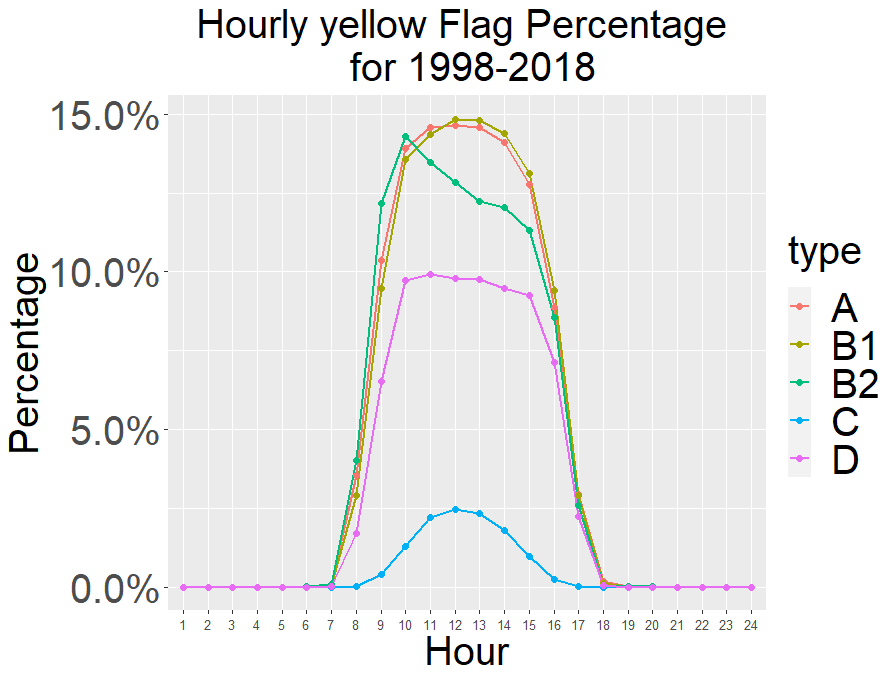 Hourly yellow Flag Percentage
for 1998-2018
Percentage
15.0%
10.0%
5.0%
0.0%
1 2 3 4 5 6 7 8 9 10 11 12 13 14 15 16 17 18 19 20 21 22 23 24
Hour
type
A
B1
B2
C
D